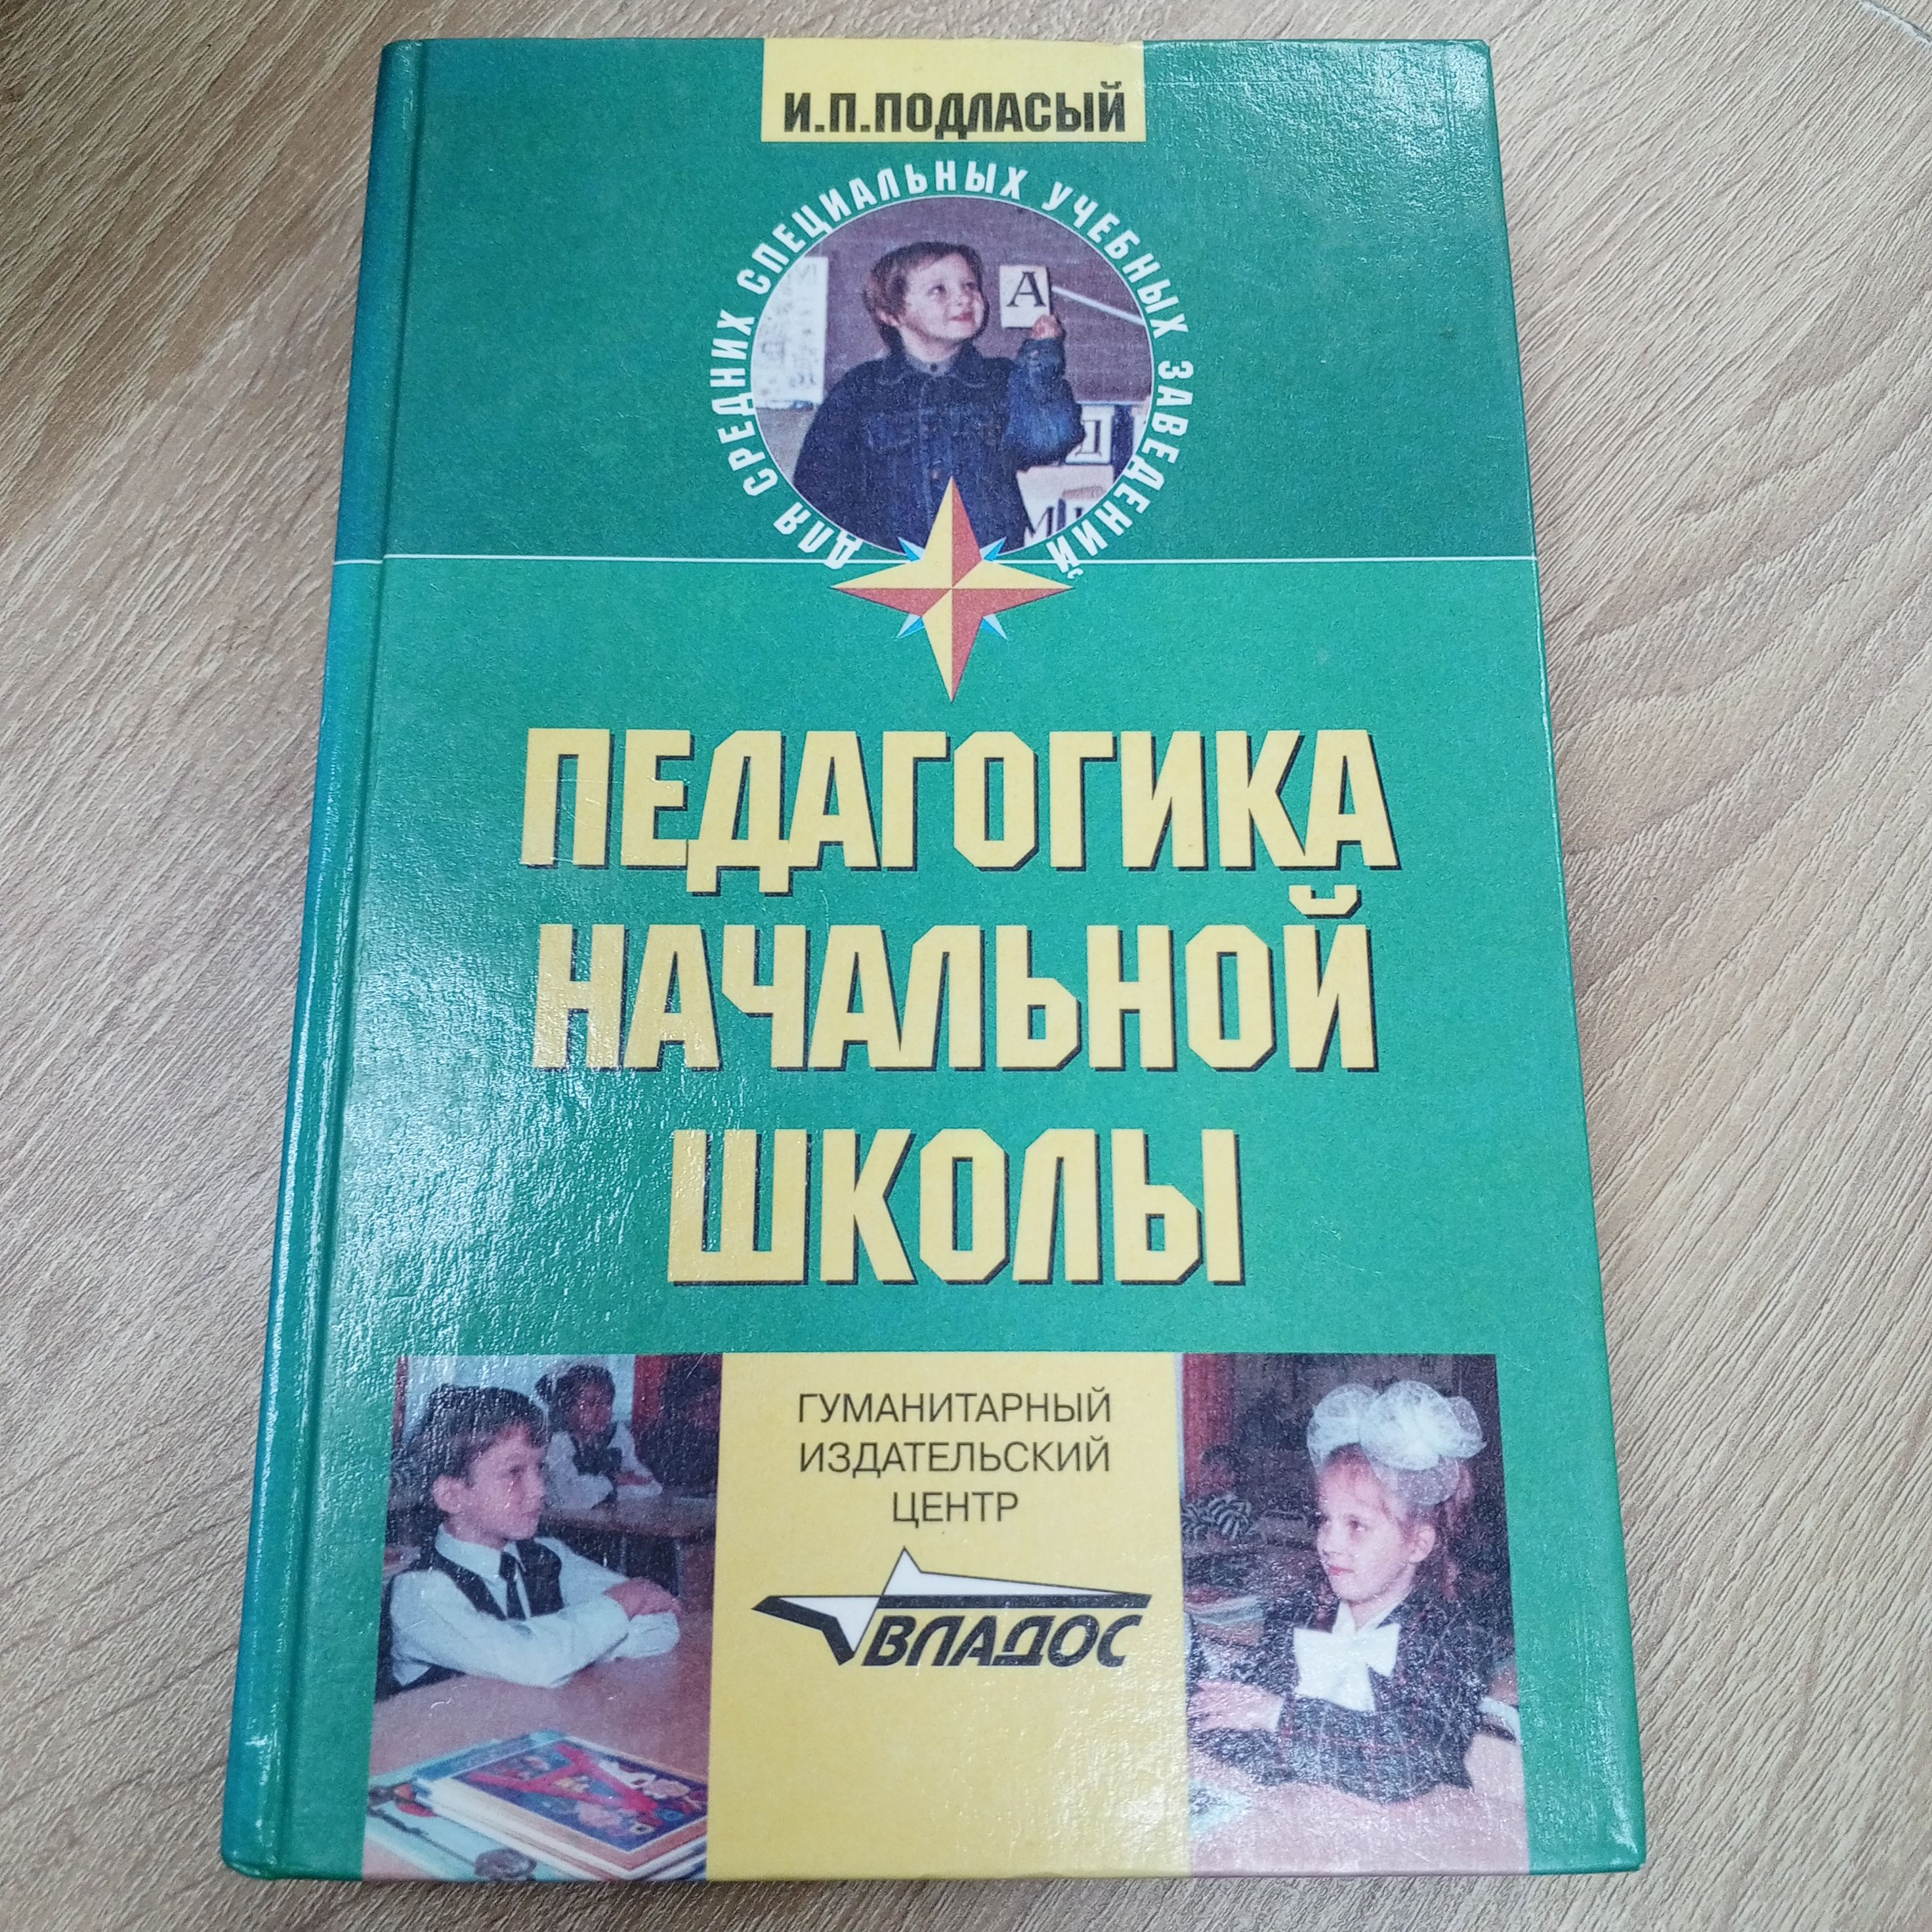 И.П.ПОДЛАСЫЙ
ДЛЯ СРЕДНИХ СПЕЦИАЛЬНЫХ УЧЕБНЫХ ЗАВЕДЕНИЙ
А
Д
М
ПЕДАГОГИКА
НАЧАЛЬНОЙ
ШКОЛЫ
ГУМАНИТАРНЫЙ
ИЗДАТЕЛЬСКИЙ
ЦЕНТР
ВЛАДОС